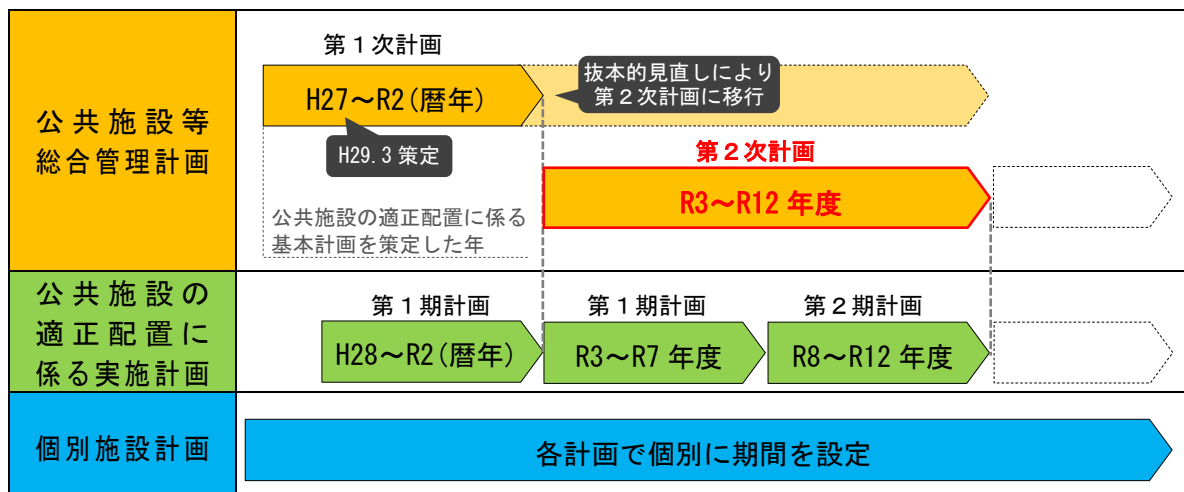 公共施設等
総合管理計画
第1次計画
H27～R2(暦年)
抜本的見直しにより
第2次計画に移行
H29.3 策定
公共施設の適正配置に係る
基本計画を策定した年
第2次計画
R3～R12 年度
公共施設の
適正配置に
係る実施計画
第1期計画
H28～R2(暦年)
第1期計画
R3～R7 年度
第2期計画
R8～R12 年度
個別施設計画
各計画で個別に期間を設定